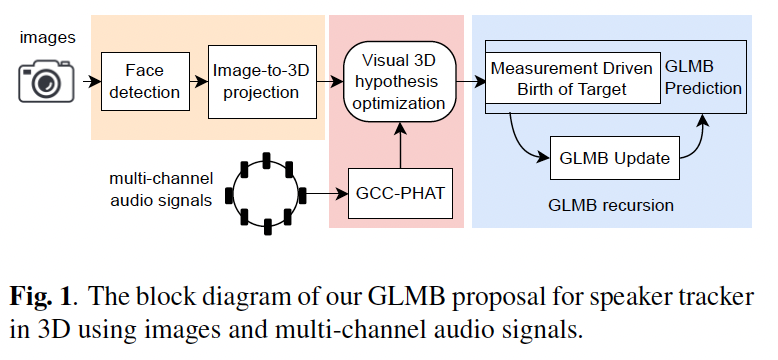 images
Face
detection
Image-to-3D
projection
Visual 3D
hypothesis
optimization
Measurement Driven
Birth of Target
GLMB
Prediction
GLMB Update
GLMB recursion
multi-channel
audio signals
GCC-PHAT
Fig. 1. The block diagram of our GLMB proposal for speaker tracker
in 3D using images and multi-channel audio signals.